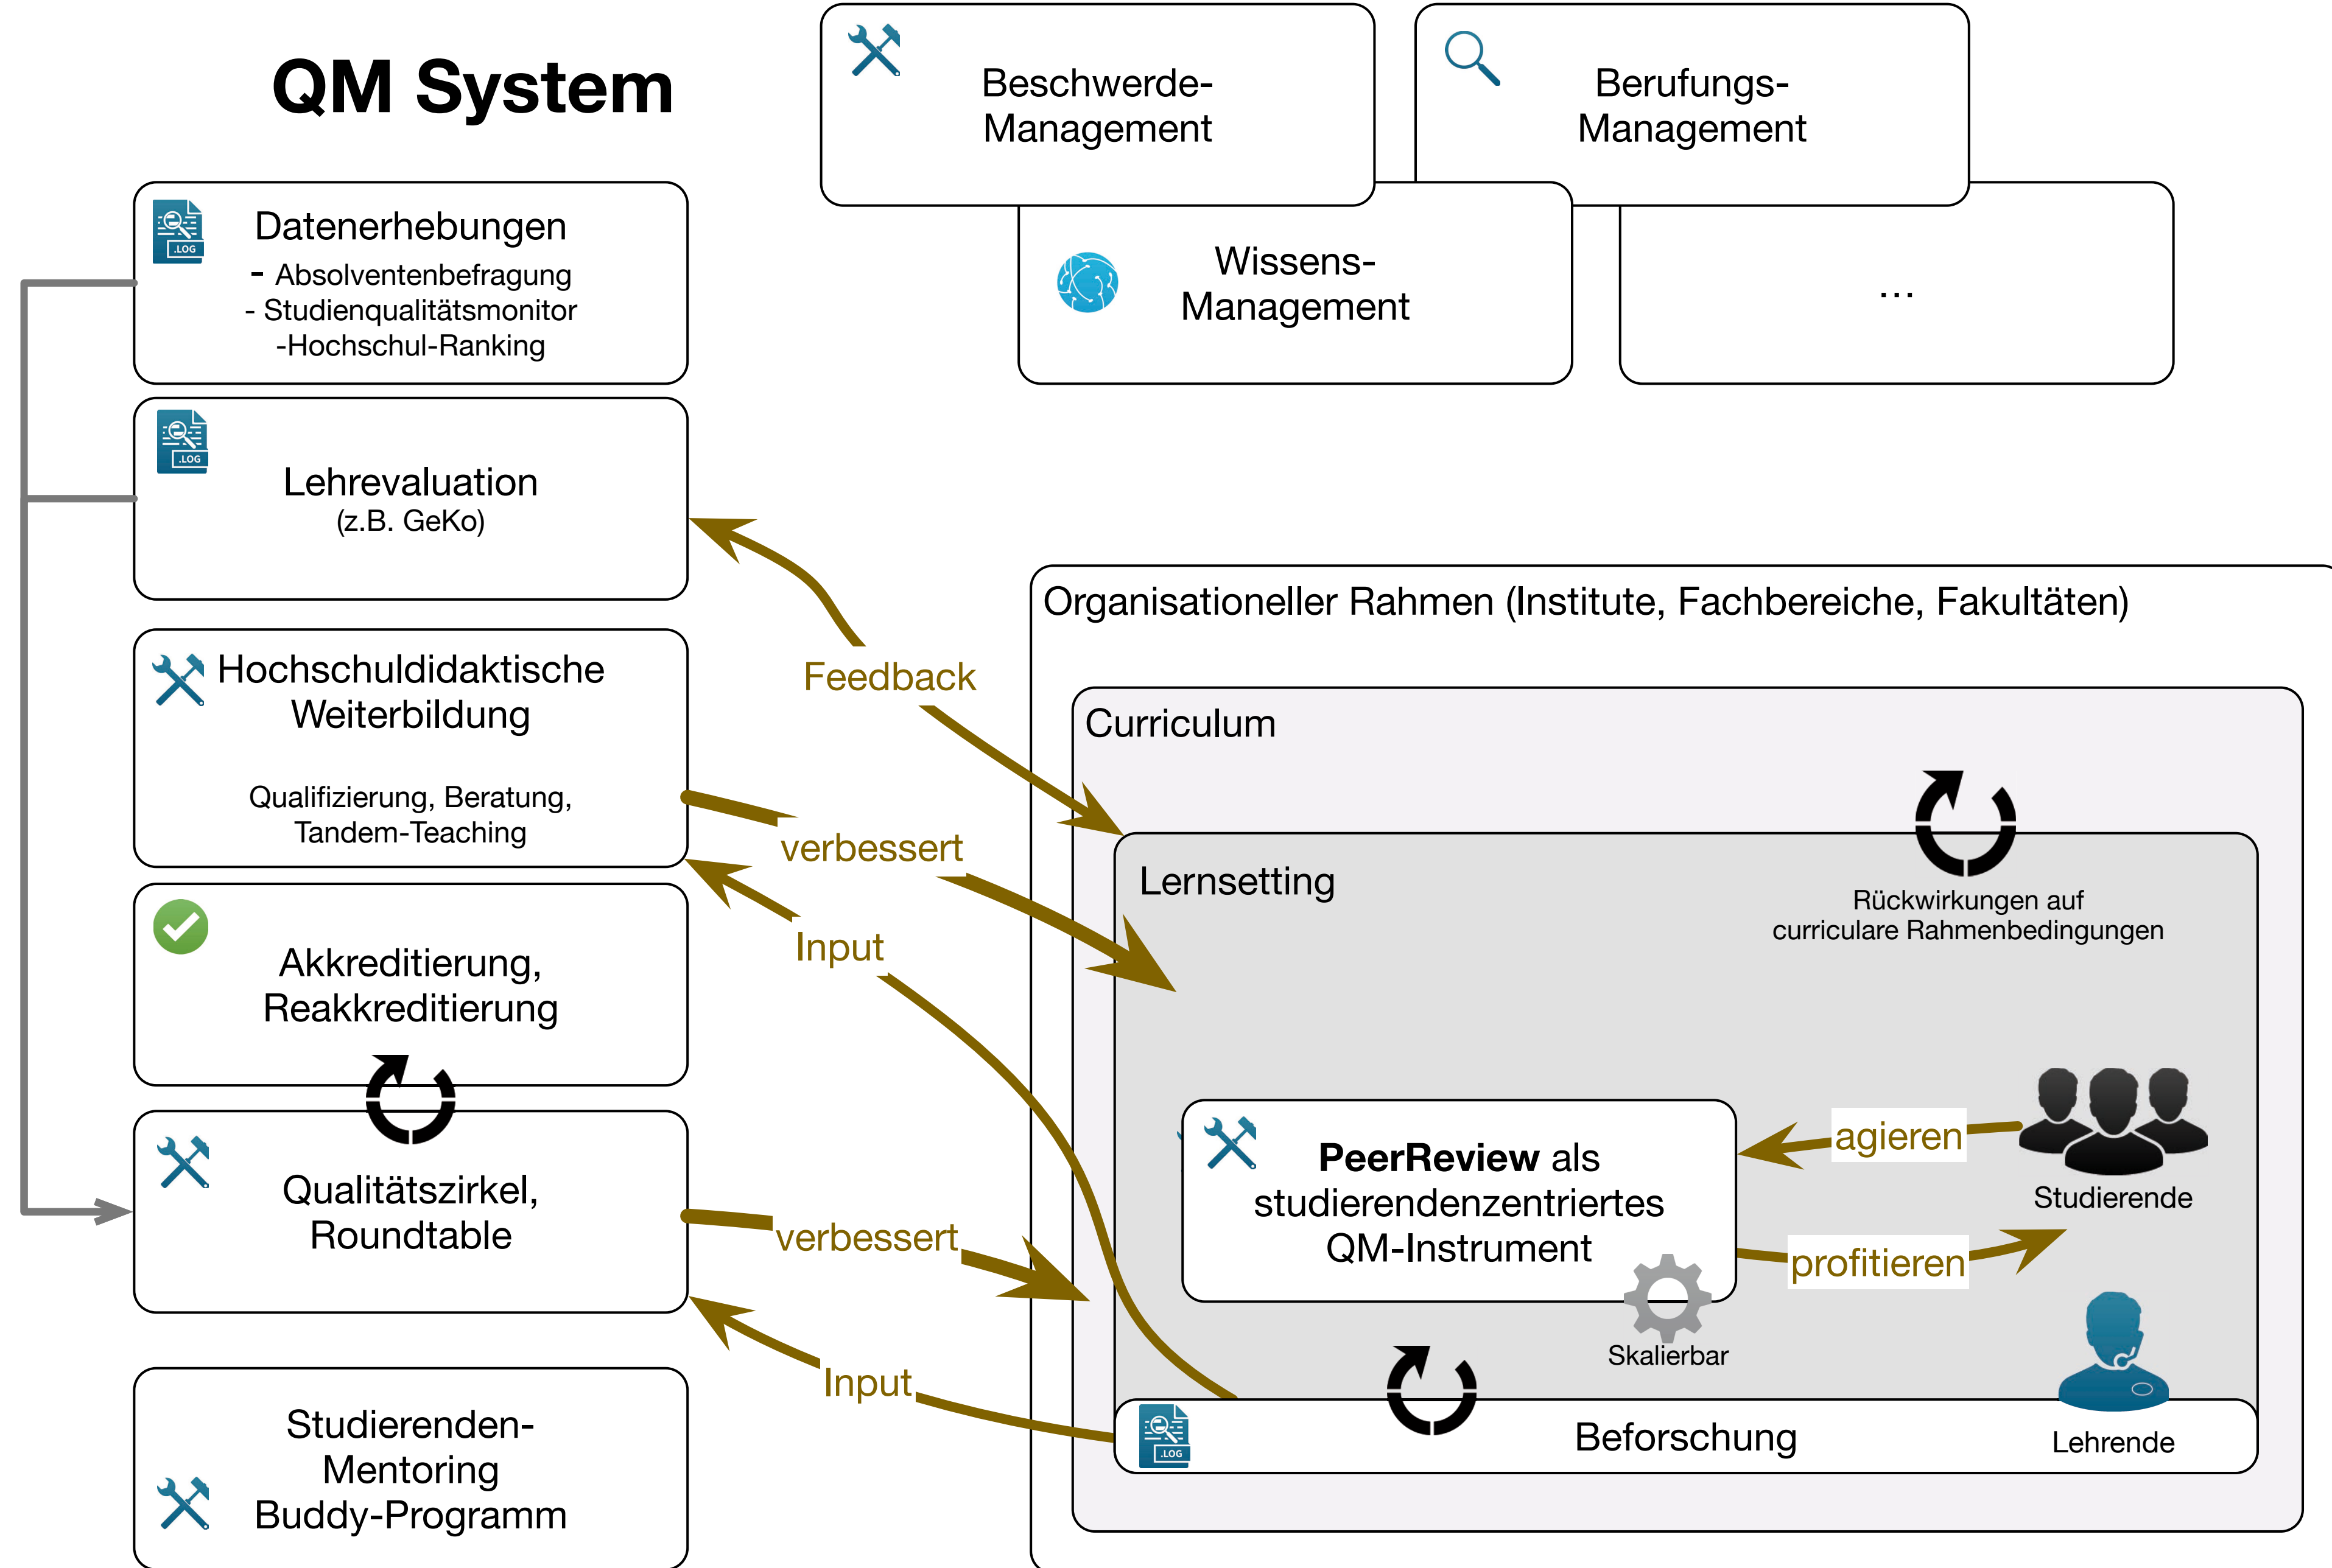 QM System
Beschwerde-
Management
Berufungs-
Management
Wissens-
Management
...
Datenerhebungen
- Absolventenbefragung
- Studienqualitätsmonitor
-Hochschul-Ranking
.LOG
Lehrevaluation
(z.B. GeKo)
.LOG
Hochschuldidaktische
Weiterbildung
Qualifizierung, Beratung,
Tandem-Teaching
Akkreditierung,
Reakkreditierung
Qualitätszirkel,
Roundtable
Studierenden-
Mentoring
Buddy-Programm
Feedback
verbessert
Input
verbessert
Input
Organisationeller Rahmen (Institute, Fachbereiche, Fakultäten)
Curriculum
Lernsetting
Rückwirkungen auf
curriculare Rahmenbedingungen
PeerReview als
studierendenzentriertes
QM-Instrument
Skalierbar
agieren
Studierende
profitieren
.LOG
Beforschung
Lehrende